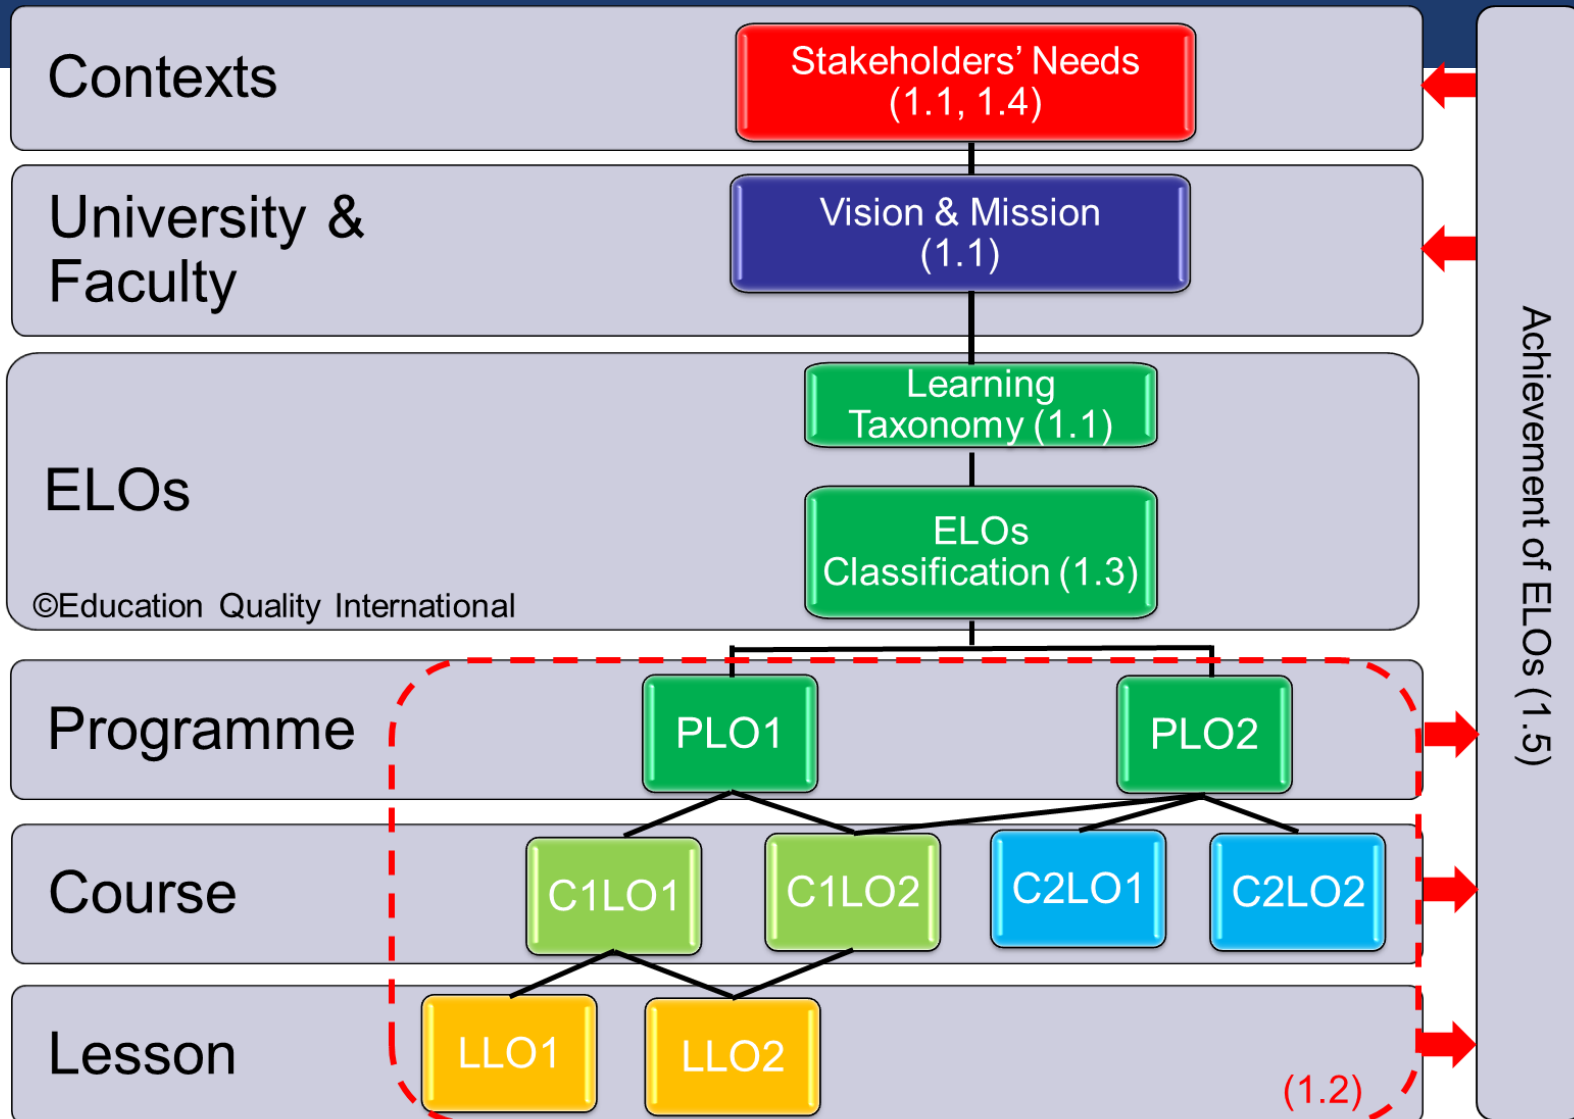 Contexts
Stakeholders’ Needs
(1.1, 1.4)
University &
Faculty
Vision & Mission
(1.1)
ELOs
Learning
Taxonomy (1.1)
ELOs
Classification (1.3)
©Education Quality International
Programme
PLO1
PLO2
Course
C1LO1
C1LO2
C2LO1
C2LO2
Lesson
LLO1
LLO2
(1.2)
Achievement of ELOs (1.5)